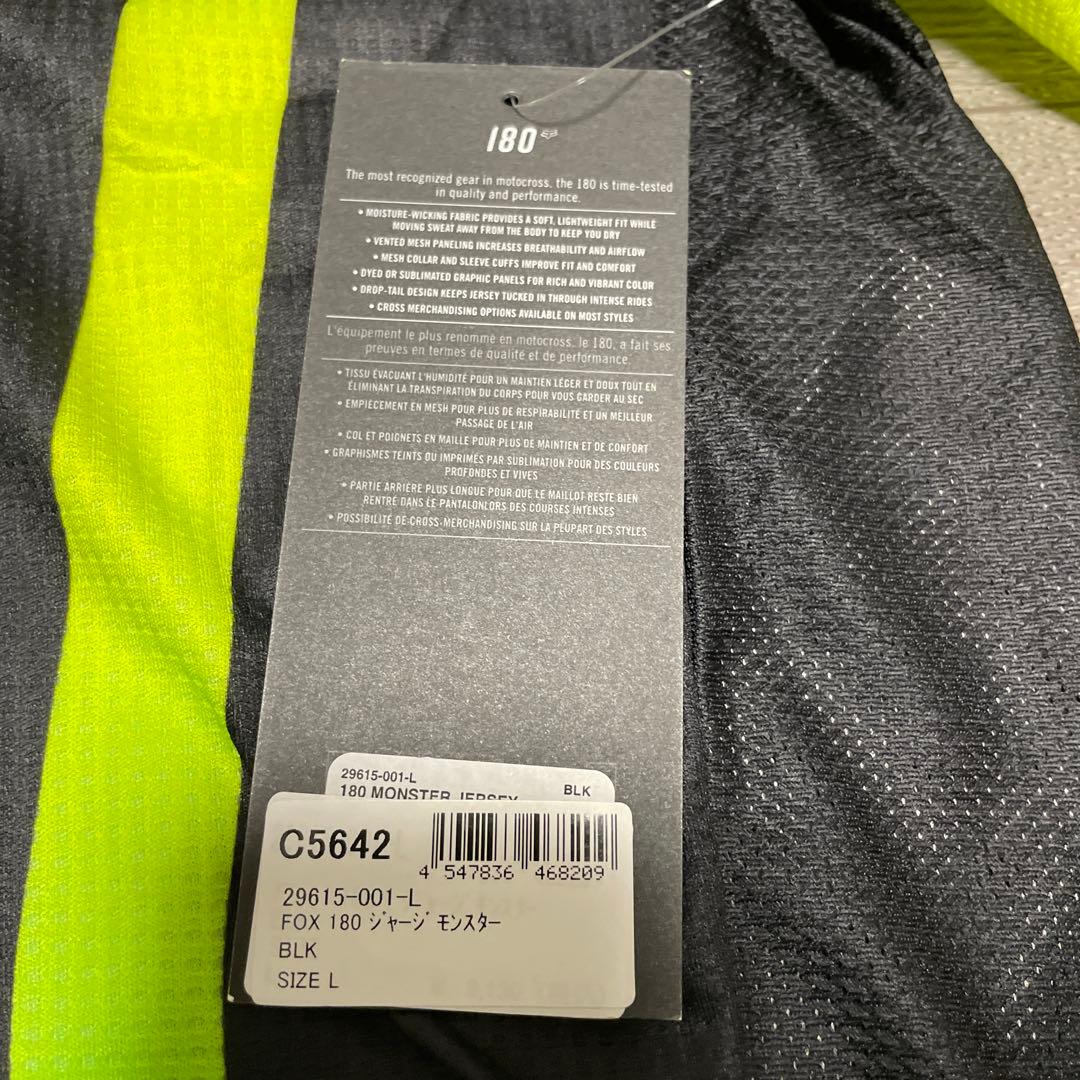 180
The most recognized gear in motocross. the 180 is time-tested
in quality and performance.
• MOISTURE-WICKING FABRIC PROVIDES A SOFT, LIGHTWEIGHT FIT WHILE
MOVING SWEAT AWAY FROM THE BODY TO KEEP YOU DRY
• VENTED MESH PANELING INCREASES BREATHABILITY AND AIRFLOW
• MESH COLLAR AND SLEEVE CUFFS IMPROVE FIT AND COMFORT
• DYED OR SUBLIMATED GRAPHIC PANELS FOR RICH AND VIBRANT COLOR
• DROP-TAIL DESIGN KEEPS JERSEY TUCKED IN THROUGH INTENSE RIDES
• CROSS MERCHANDISING OPTIONS AVAILABLE ON MOST STYLES
L'équipement le plus renommé en motocross. le 180, a fait ses
preuves en termes de qualité et de performance.
• TISSU ÉVACUANT L'HUMIDITÉ POUR UN MAINTIEN LÉGER ET DOUX TOUT EN
ÉLIMINANT LA TRANSPIRATION DU CORPS POUR VOUS GARDER AU SEC
• EMPIÈCEMENT EN MESH POUR PLUS DE RESPIRABILITÉ ET UN MEILLEUR
PASSAGE DE L'AIR
• COL ET POIGNETS EN MAILLE POUR PLUS DE MAINTIEN ET DE CONFORT
• GRAPHISMES TEINTS OU IMPRIMÉS PAR SUBLIMATION POUR DES COULEURS
PROFONDES ET VIVES
• PARTIE ARRIÈRE PLUS LONGUE POUR QUE LE MAILLOT RESTE BIEN
RENTRÉ DANS LE PANTALONLORS DES COURSES INTENSES
• POSSIBILITÉ DE CROSS-MERCHANDISING SUR LA PLUPART DES STYLES
29615-001-L
180 MONSTER JERSEY BLK
C5642
4 547836 468209
29615-001-L
FOX 180 ジャージ モンスター
BLK
SIZE L